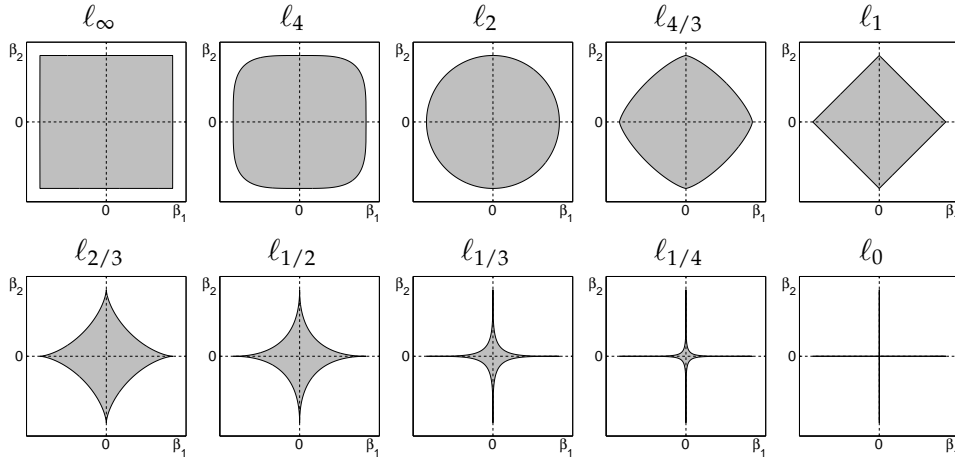 ℓ∞ ℓ4 ℓ2 ℓ4/3 ℓ1
β2 β2 β2 β2 β2
0 0 0 0 0
0 β1 0 β1 0 β1 0 β1 0 β1
ℓ2/3 ℓ1/2 ℓ1/3 ℓ1/4 ℓ0
β2 β2 β2 β2 β2
0 0 0 0 0
0 β1 0 β1 0 β1 0 β1 0 β